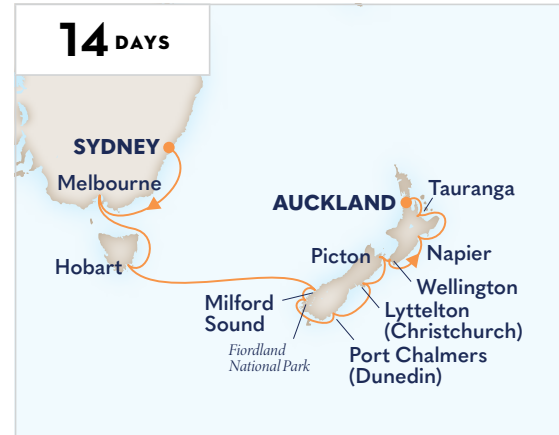 14 DAYS
SYDNEY
Melbourne
Hobart
AUCKLAND
Tauranga
Napier
Picton
Wellington
Lyttelton
(Christchurch)
Milford
Sound
Fiordland
National Park
Port Chalmers
(Dunedin)